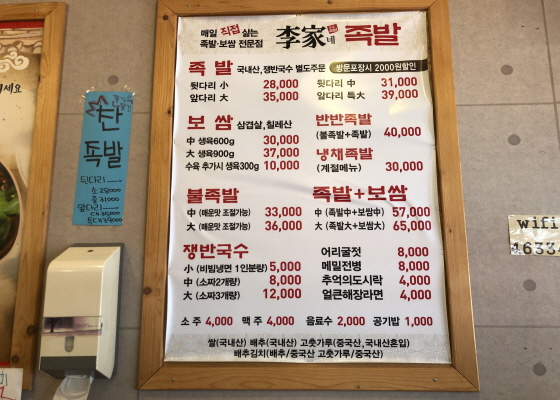 매일 직접 삶는
족발·보쌈 전문점
李家네 족발
족 발 국내산,쟁반국수 별도주문 방문포장시 2000원할인
뒷다리 小 28,000
앞다리 大 35,000
뒷다리 中 31,000
앞다리 특大 39,000
보 쌈 삼겹살,칠레산
中 생육600g 30,000
大 생육900g 37,000
수육 추가시 생육300g 10,000
반반족발
(불족발+족발) 40,000
냉채족발
(계절메뉴) 30,000
불족발
中 (매운맛 조절가능) 33,000
大 (매운맛 조절가능) 36,000
족발+보쌈
中 (족발中+보쌈中) 57,000
大 (족발大+보쌈大) 65,000
쟁반국수
小 (비빔냉면 1인분량) 5,000
中 (소짜2개량) 8,000
大 (소짜3개량) 12,000
어리굴젓 8,000
메밀전병 8,000
추억의도시락 4,000
얼큰해장라면 4,000
소 주 4,000 맥 주 4,000 음료수 2,000 공기밥 1,000
쌀(국내산) 배추(국내산) 고춧가루(중국산,국내산혼입)
배추김치(배추/중국산 고춧가루/중국산)
족발
뒷다리
앞다리
wifi